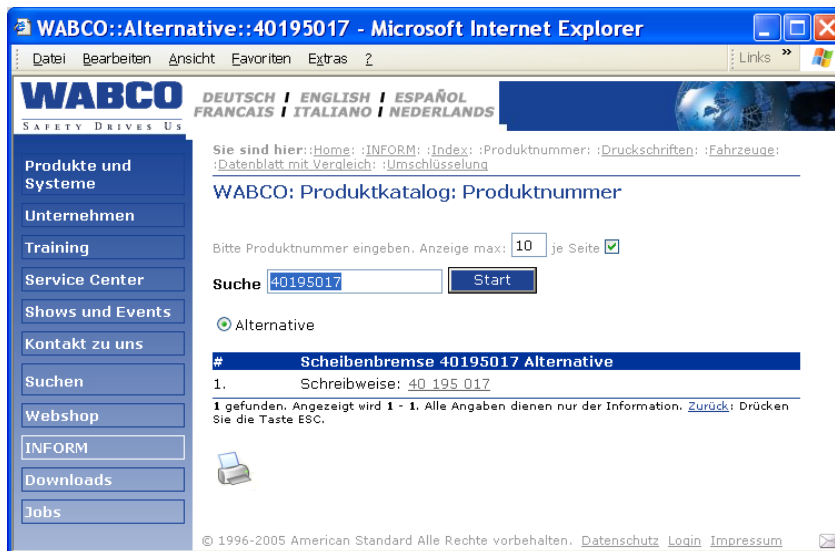 WABCO::Alternative::40195017 - Microsoft Internet Explorer
Datei Bearbeiten Ansicht Favoriten Extras ? Links »
WABCO
SAFETY DRIVES US
DEUTSCH I ENGLISH I ESPAÑOL
FRANCAIS I ITALIANO I NEDERLANDS
Sie sind hier::Home: :INFORM: :Index: :Produktnummer: :Druckschriften: :Fahrzeuge:
:Datenblatt mit Vergleich: :Umschlüsselung
Produkte und
Systeme
Unternehmen
Training
Service Center
Shows und Events
Kontakt zu uns
Suchen
Webshop
INFORM
Downloads
Jobs
WABCO: Produktkatalog: Produktnummer
Bitte Produktnummer eingeben. Anzeige max: 10 je Seite
Suche 40195017 Start
Alternative
# Scheibenbremse 40195017 Alternative
1. Schreibweise: 40 195 017
1 gefunden. Angezeigt wird 1 - 1. Alle Angaben dienen nur der Information. Zurück: Drücken
Sie die Taste ESC.
© 1996-2005 American Standard Alle Rechte vorbehalten. Datenschutz Login Impressum